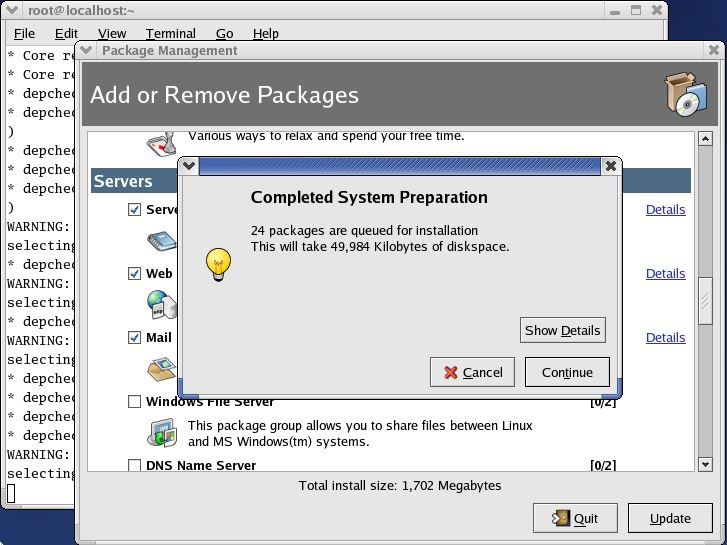 root@localhost:~
File Edit View Terminal Go Help
Package Management
Add or Remove Packages
* Core re
* Core re
* depchec
* depchec
)
* depchec
* depchec
* depchec
)
WARNING:
selecting
* depchec
WARNING:
selecting
* depchec
WARNING:
selecting
* depchec
* depchec
* depchec
* depchec
WARNING:
selecting
Various ways to relax and spend your free time.
Servers
Serve
Details
Web
Details
Mail
Details
Completed System Preparation
24 packages are queued for installation
This will take 49,984 Kilobytes of diskspace.
Show Details
Cancel Continue
Windows File Server [0/2]
This package group allows you to share files between Linux
and MS Windows(tm) systems.
DNS Name Server [0/2]
Total install size: 1,702 Megabytes
Quit Update